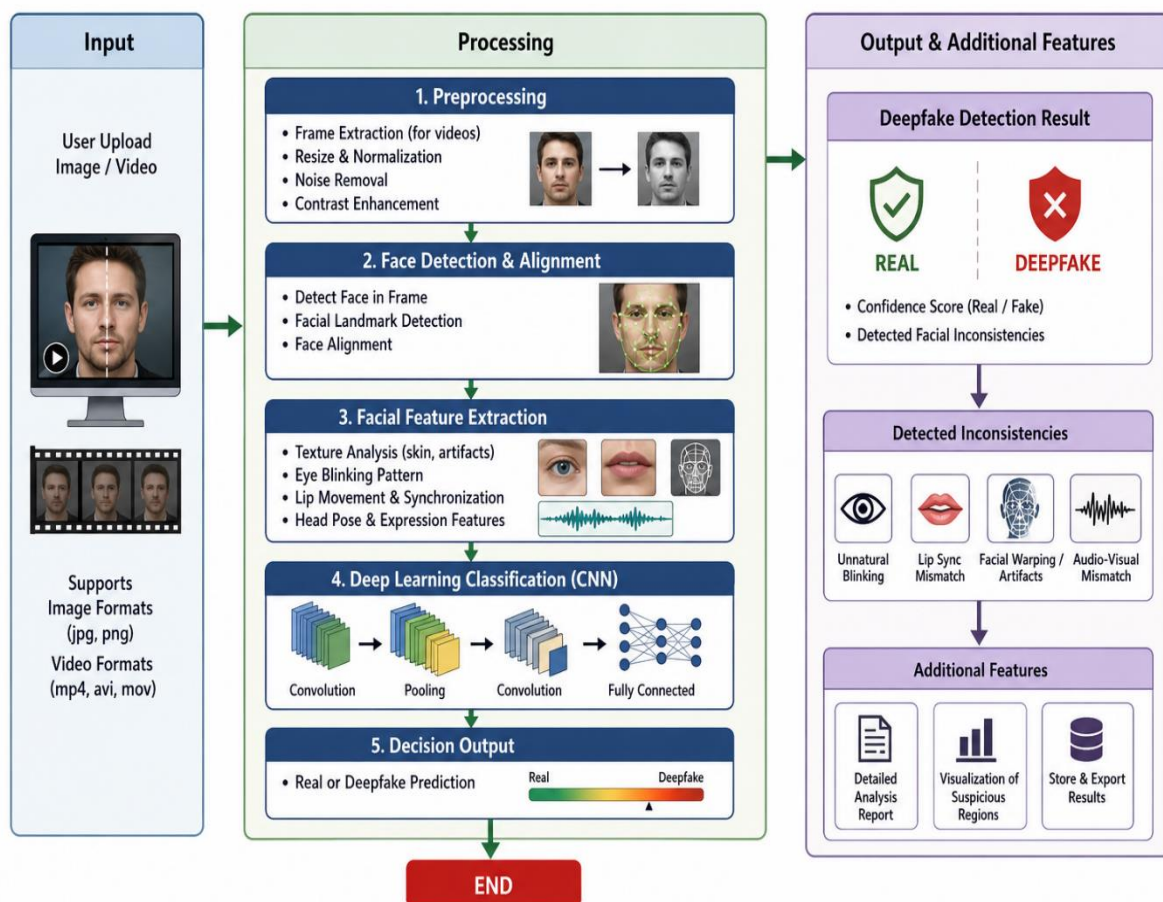 Input
User Upload
Image / Video
Supports
Image Formats
(jpg, png)
Video Formats
(mp4, avi, mov)
Processing
1. Preprocessing
• Frame Extraction (for videos)
• Resize & Normalization
• Noise Removal
• Contrast Enhancement
2. Face Detection & Alignment
• Detect Face in Frame
• Facial Landmark Detection
• Face Alignment
3. Facial Feature Extraction
• Texture Analysis (skin, artifacts)
• Eye Blinking Pattern
• Lip Movement & Synchronization
• Head Pose & Expression Features
4. Deep Learning Classification (CNN)
Convolution
Pooling
Convolution
Fully Connected
5. Decision Output
• Real or Deepfake Prediction
Real
Deepfake
END
Output & Additional Features
Deepfake Detection Result
REAL
DEEPFAKE
• Confidence Score (Real / Fake)
• Detected Facial Inconsistencies
Detected Inconsistencies
Unnatural
Blinking
Lip Sync
Mismatch
Facial Warping /
Artifacts
Audio-Visual
Mismatch
Additional Features
Detailed
Analysis
Report
Visualization of
Suspicious
Regions
Store & Export
Results